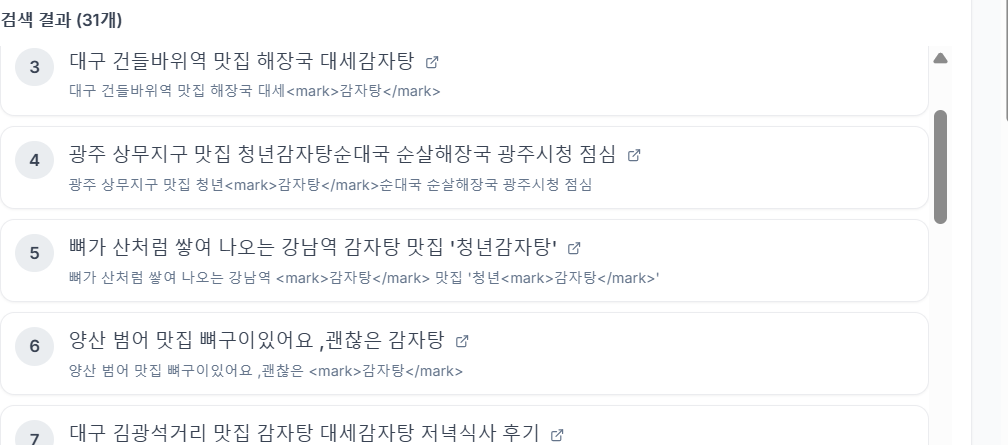 검색 결과 (31개)
3
대구 건들바위역 맛집 해장국 대세감자탕
대구 건들바위역 맛집 해장국 대세<mark>감자탕</mark>
4
광주 상무지구 맛집 청년감자탕순대국 순살해장국 광주시청 점심
광주 상무지구 맛집 청년<mark>감자탕</mark>순대국 순살해장국 광주시청 점심
5
뼈가 산처럼 쌓여 나오는 강남역 감자탕 맛집 '청년감자탕'
뼈가 산처럼 쌓여 나오는 강남역 <mark>감자탕</mark> 맛집 '청년<mark>감자탕</mark>'
6
양산 범어 맛집 뼈구이있어요 ,괜찮은 감자탕
양산 범어 맛집 뼈구이있어요 ,괜찮은 <mark>감자탕</mark>
7
대구 김광석거리 맛집 감자탕 대세감자탕 저녁식사 후기